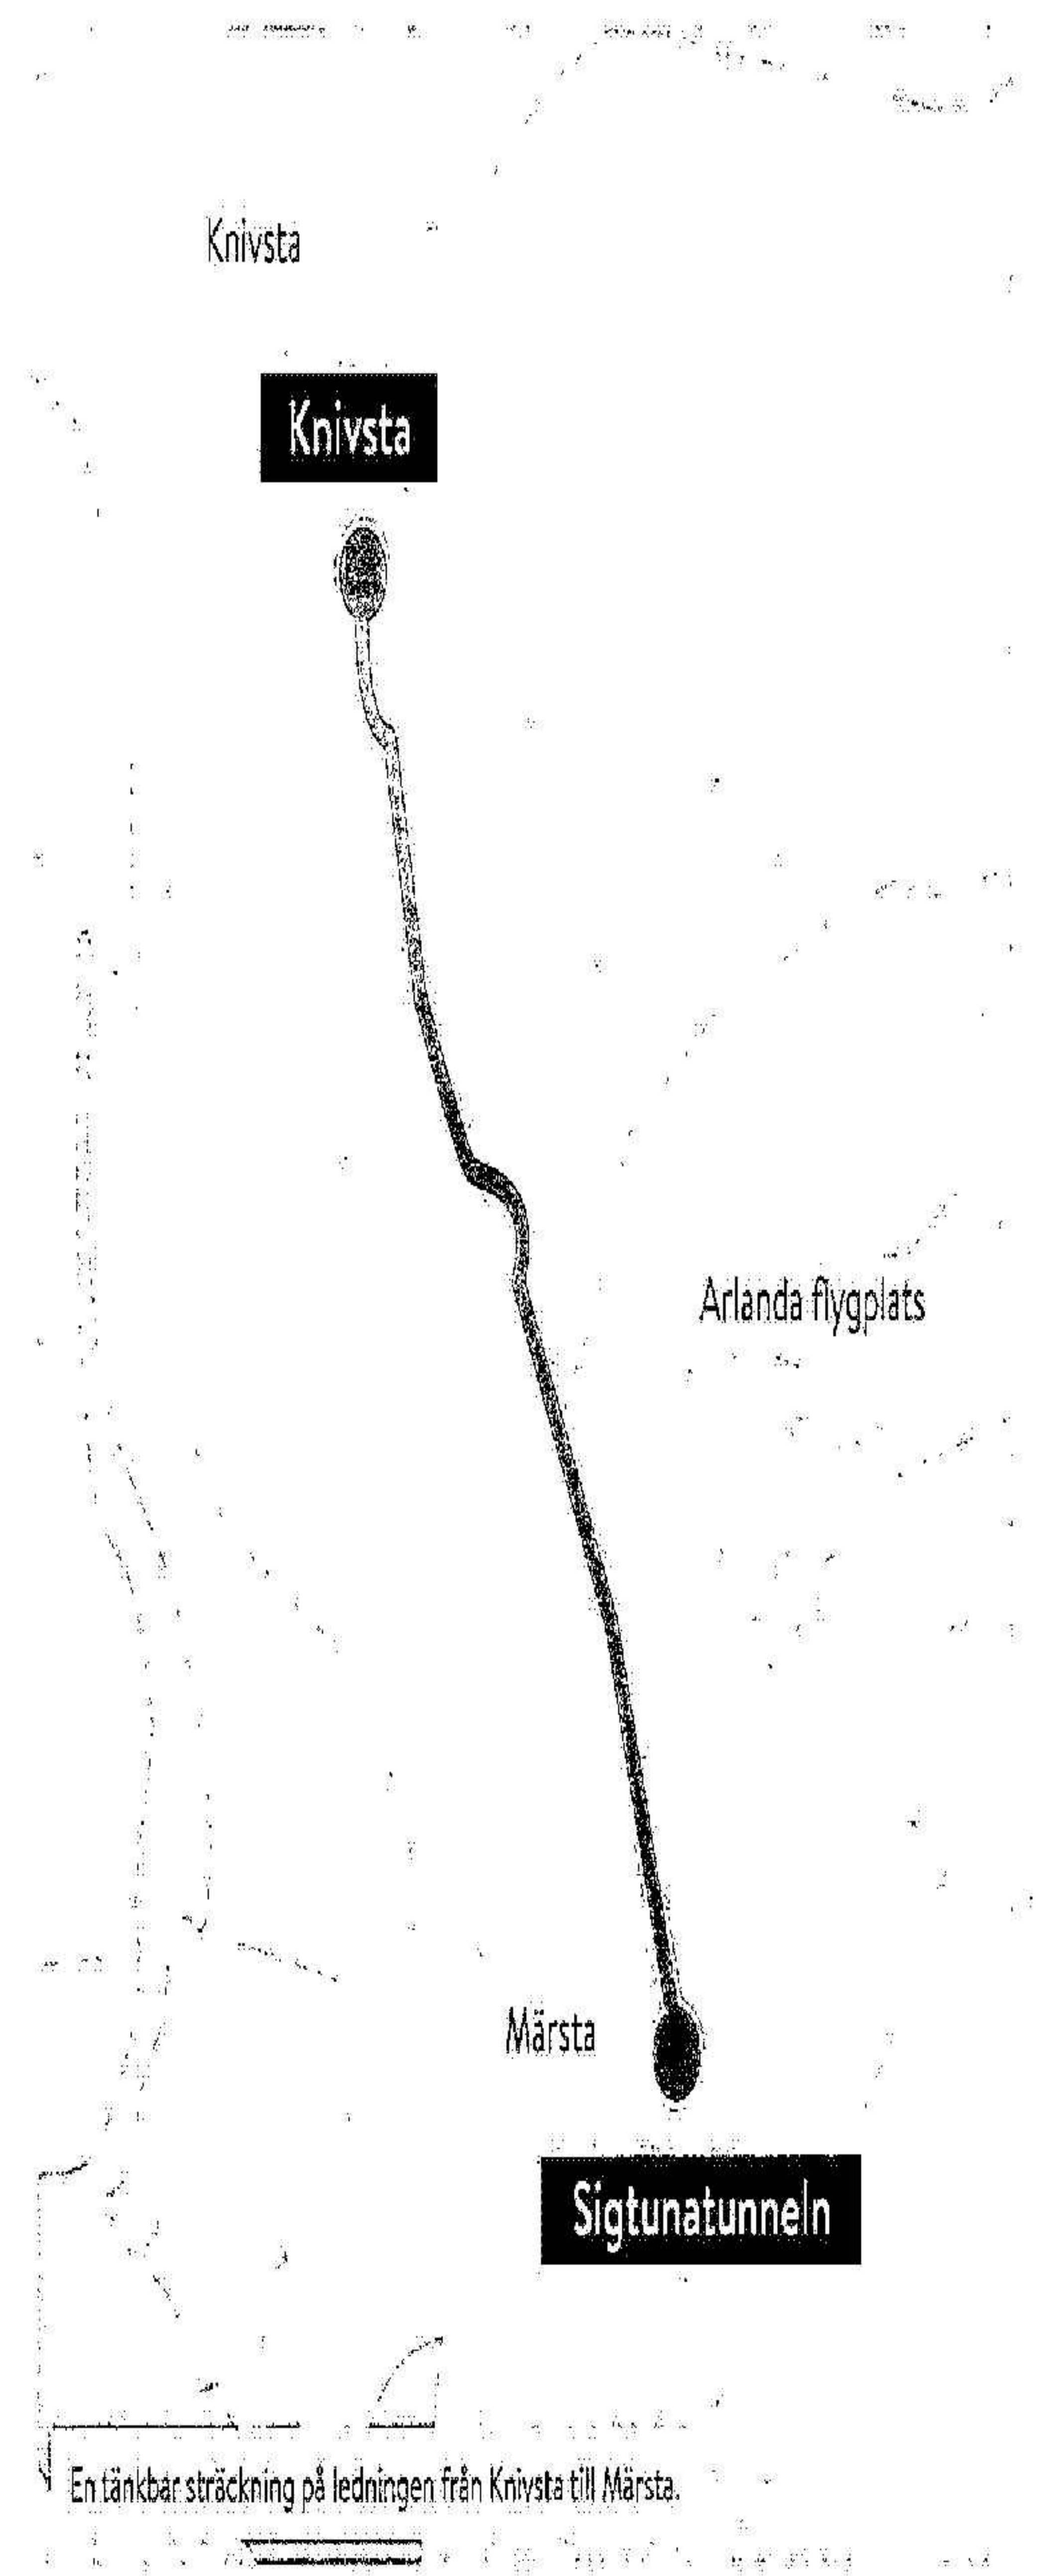 Knivsta
Knivsta
Arlanda flygplats
Märsta
Sigtunatunneln
En tänkbar sträckning på ledningen från Knivsta till Märsta.